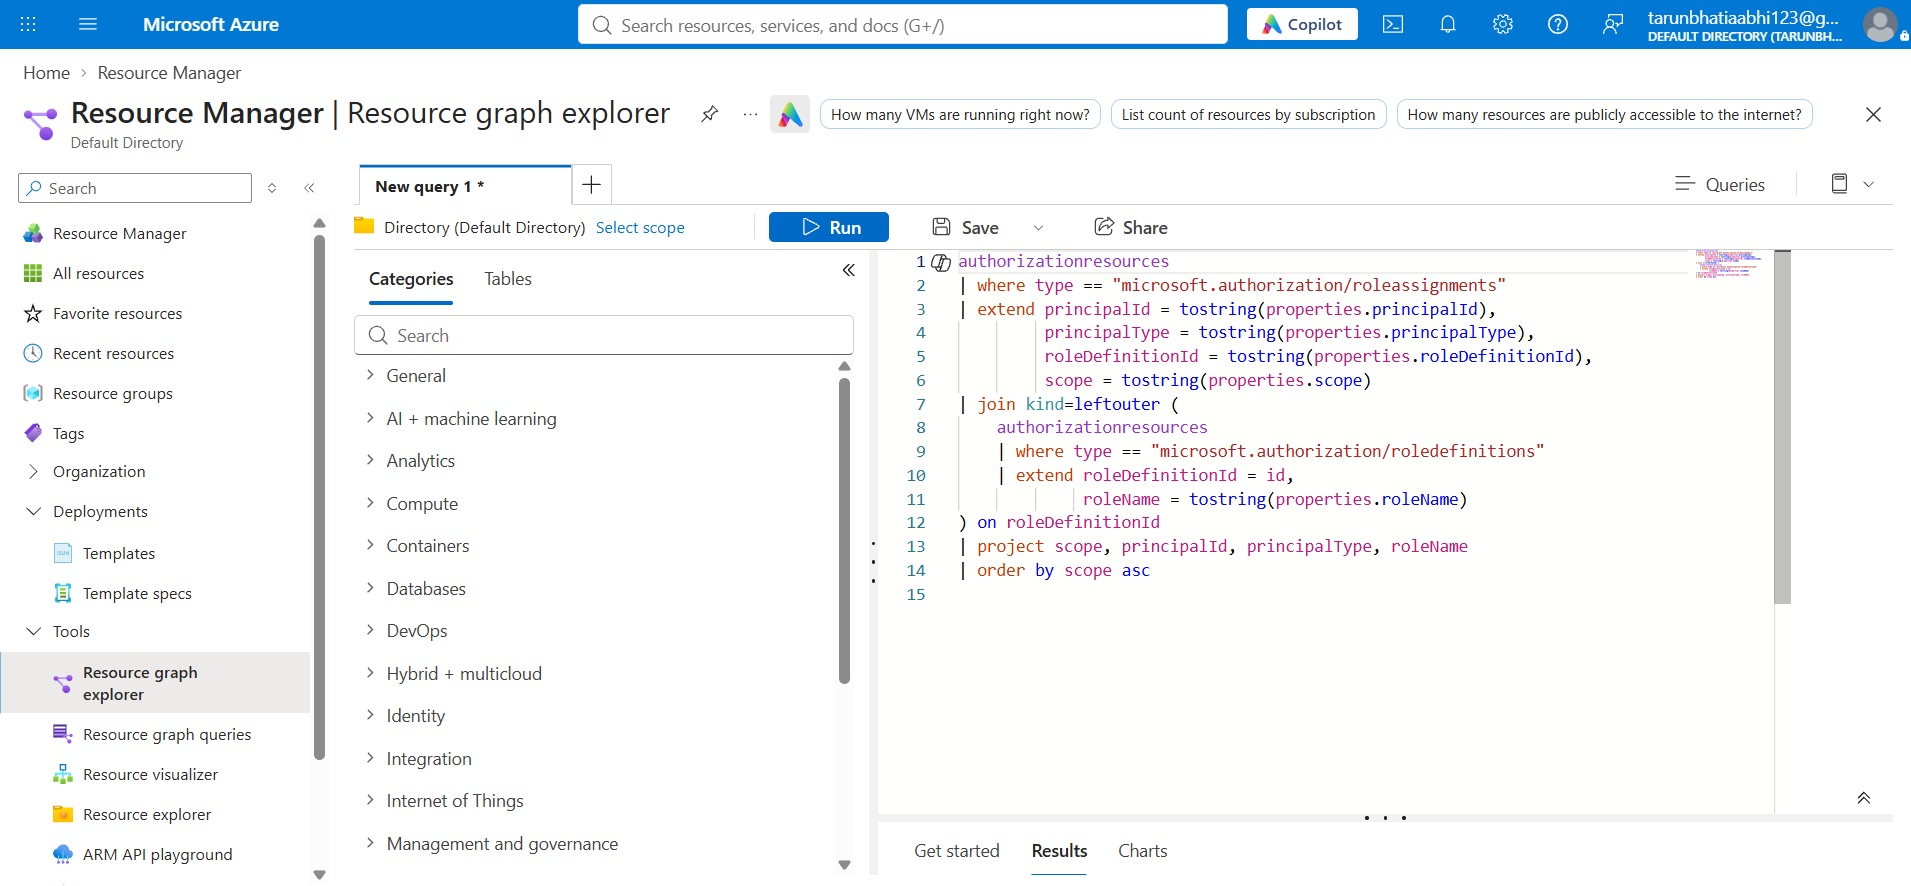 Microsoft Azure
Search resources, services, and docs (G+/)
Copilot
tarunbhatiaabhi123@g...
DEFAULT DIRECTORY (TARUNBH...
Home > Resource Manager
Resource Manager | Resource graph explorer
Default Directory
How many VMs are running right now?
List count of resources by subscription
How many resources are publicly accessible to the internet?
Search
Resource Manager
All resources
Favorite resources
Recent resources
Resource groups
Tags
Organization
Deployments
Templates
Template specs
Tools
Resource graph
explorer
Resource graph queries
Resource visualizer
Resource explorer
ARM API playground
New query 1 *
Queries
Directory (Default Directory) Select scope
Run
Save
Share
Categories
Tables
Search
General
AI + machine learning
Analytics
Compute
Containers
Databases
DevOps
Hybrid + multicloud
Identity
Integration
Internet of Things
Management and governance
1 authorizationresources
2 | where type == "microsoft.authorization/roleassignments"
3 | extend principalId = tostring(properties.principalId),
4 principalType = tostring(properties.principalType),
5 roleDefinitionId = tostring(properties.roleDefinitionId),
6 scope = tostring(properties.scope)
7 | join kind=leftouter (
8 authorizationresources
9 | where type == "microsoft.authorization/roledefinitions"
10 | extend roleDefinitionId = id,
11 roleName = tostring(properties.roleName)
12 ) on roleDefinitionId
13 | project scope, principalId, principalType, roleName
14 | order by scope asc
15
Get started
Results
Charts